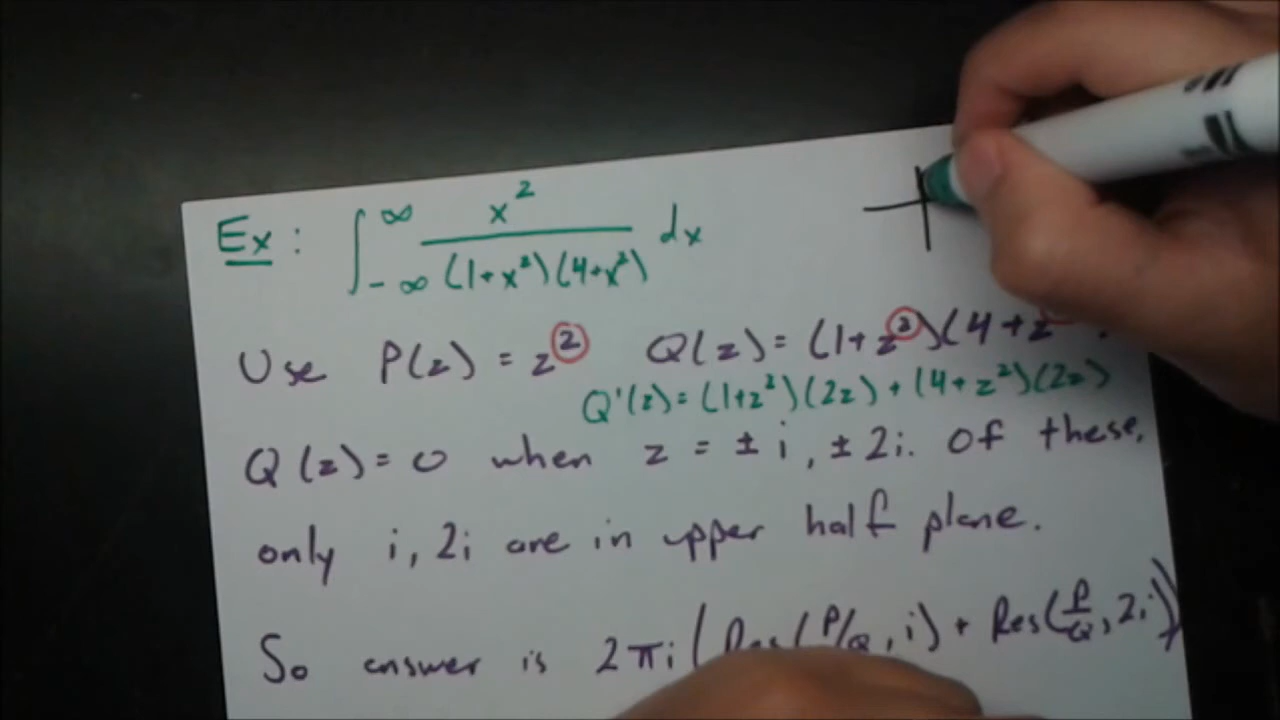 Ex: ∫_{-∞}^{∞} x² / (1+x²)(4+x²) dx
Use P(z) = z² Q(z) = (1+z²)(4+z
Q'(z) = (1+z²)(2z) + (4+z²)(2z)
Q(z) = 0 when z = ± i, ± 2i. Of these,
only i, 2i are in upper half plane.
So answer is 2πi (Res(P/Q, i) + Res(P/Q, 2i))